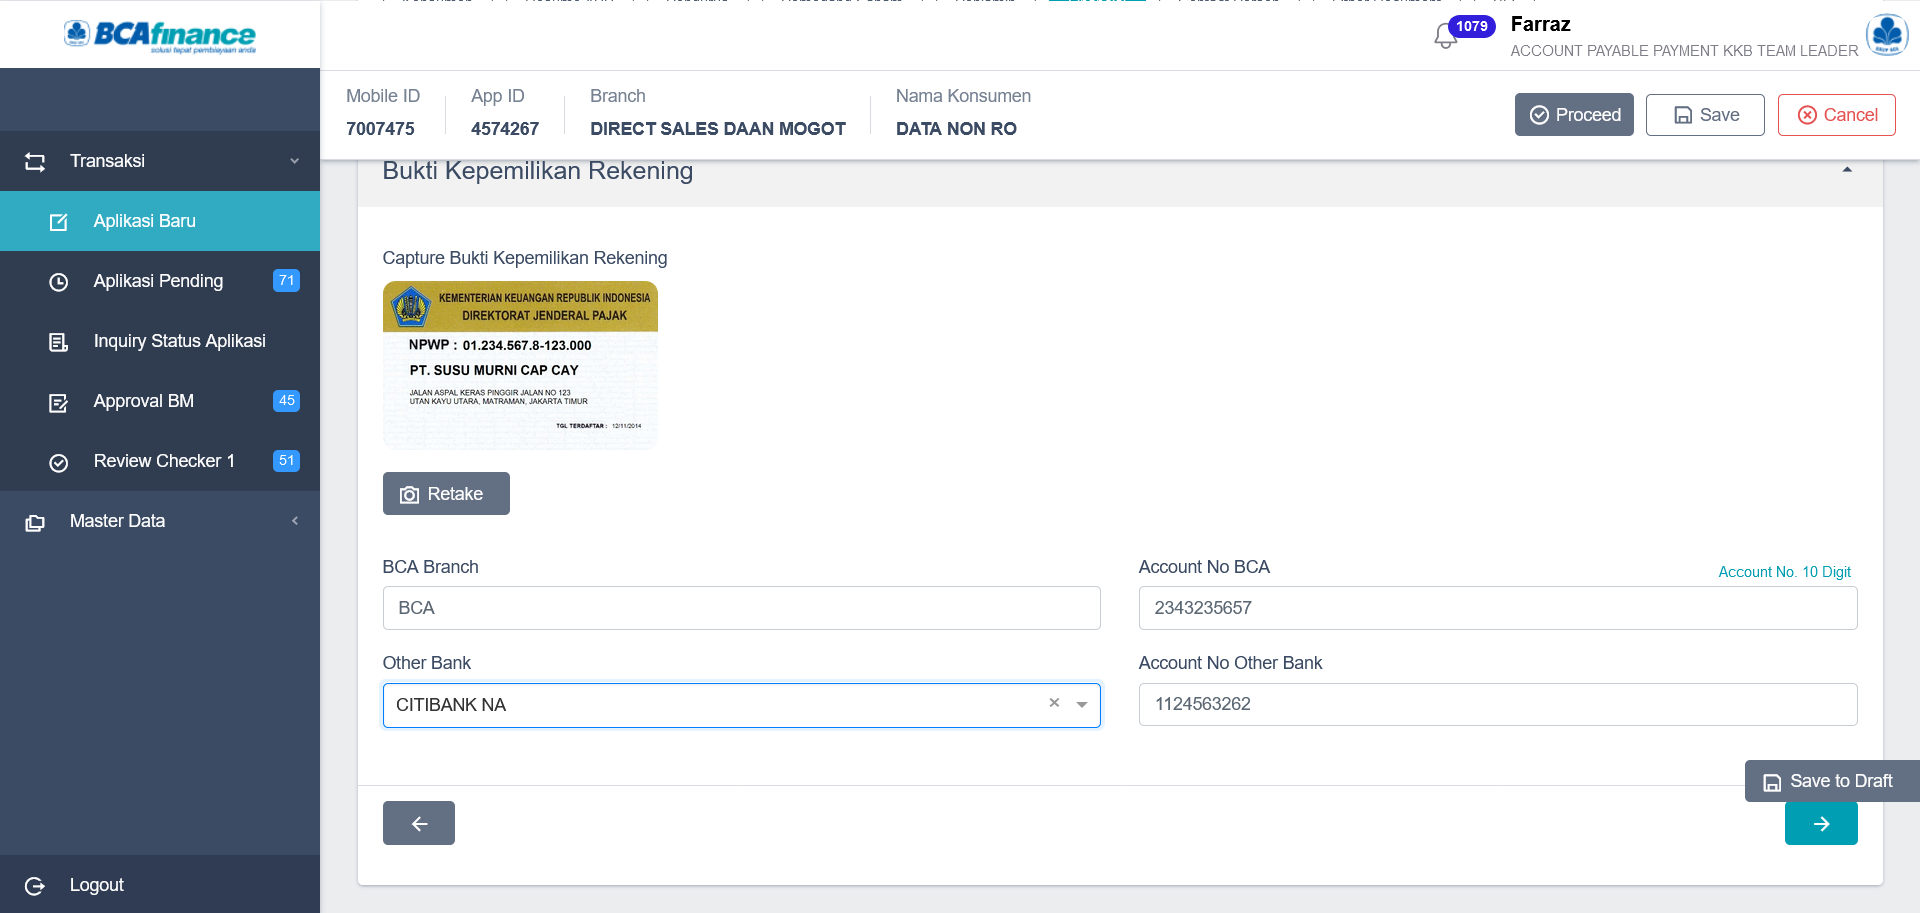 BCAfinance
solusi tepat pembiayaan anda
1079
Farraz
ACCOUNT PAYABLE PAYMENT KKB TEAM LEADER
Mobile ID
7007475
App ID
4574267
Branch
DIRECT SALES DAAN MOGOT
Nama Konsumen
DATA NON RO
Proceed
Save
Cancel
Transaksi
Aplikasi Baru
Aplikasi Pending
71
Inquiry Status Aplikasi
Approval BM
45
Review Checker 1
51
Master Data
Logout
Bukti Kepemilikan Rekening
Capture Bukti Kepemilikan Rekening
KEMENTERIAN KEUANGAN REPUBLIK INDONESIA
DIREKTORAT JENDERAL PAJAK
NPWP : 01.234.567.8-123.000
PT. SUSU MURNI CAP CAY
JALAN ASPAL KERAS PINGGIR JALAN NO 123
UTAN KAYU UTARA, MATRAMAN, JAKARTA TIMUR
TGL TERDAFTAR : 12/11/2014
Retake
BCA Branch
BCA
Account No BCA
Account No. 10 Digit
2343235657
Other Bank
CITIBANK NA
Account No Other Bank
1124563262
Save to Draft